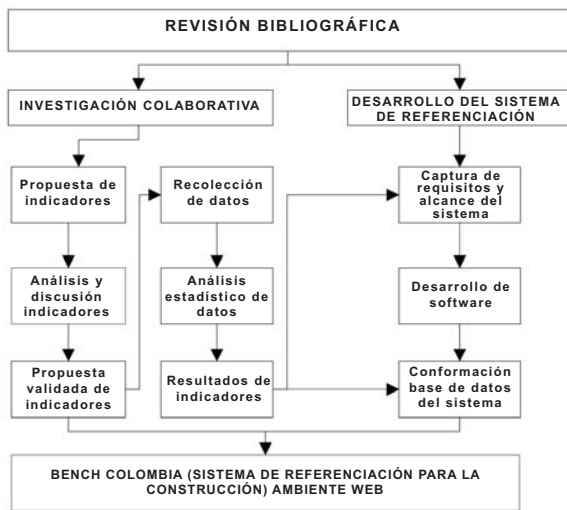 REVISIÓN BIBLIOGRÁFICA
INVESTIGACIÓN COLABORATIVA
DESARROLLO DEL SISTEMA
DE REFERENCIACIÓN
Propuesta de
indicadores
Recolección
de datos
Captura de
requisitos y
alcance del
sistema
Análisis y
discusión
indicadores
Análisis
estadístico de
datos
Desarrollo de
software
Propuesta
validada de
indicadores
Resultados de
indicadores
Conformación
base de datos
del sistema
BENCH COLOMBIA (SISTEMA DE REFERENCIACIÓN PARA LA
CONSTRUCCIÓN) AMBIENTE WEB